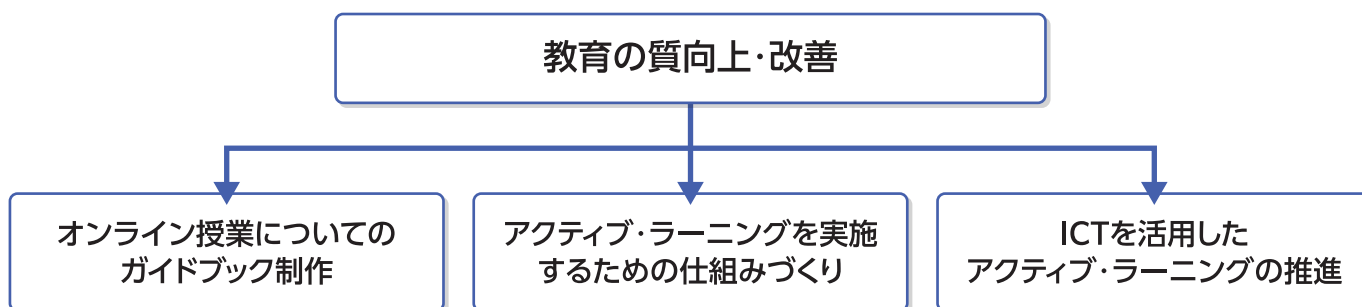 教育の質向上·改善
オンライン授業についての
ガイドブック制作
アクティブ·ラーニングを実施
するための仕組みづくり
ICTを活用した
アクティブ·ラーニングの推進